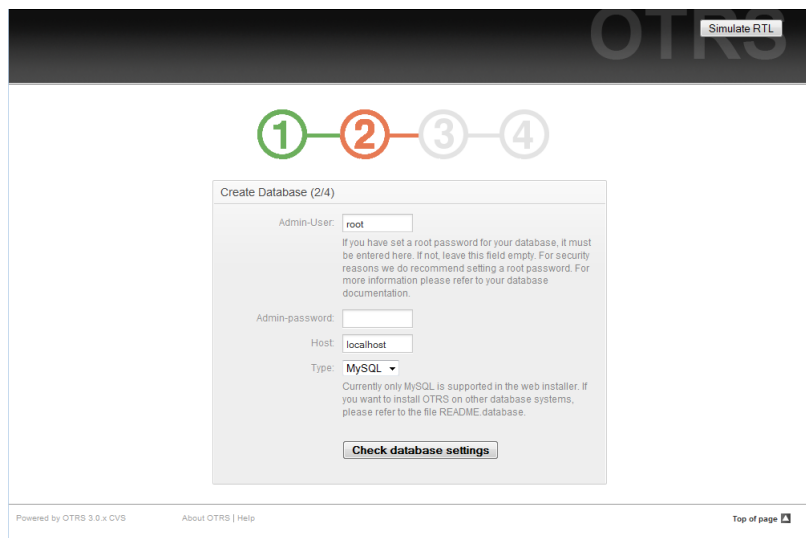 OTRS
Simulate RTL
1 2 3 4
Create Database (2/4)
Admin-User: root
If you have set a root password for your database, it must
be entered here. If not, leave this field empty. For security
reasons we do recommend setting a root password. For
more information please refer to your database
documentation.
Admin-password:
Host: localhost
Type: MySQL
Currently only MySQL is supported in the web installer. If
you want to install OTRS on other database systems,
please refer to the file README.database.
Check database settings
Powered by OTRS 3.0.x CVS About OTRS | Help Top of page